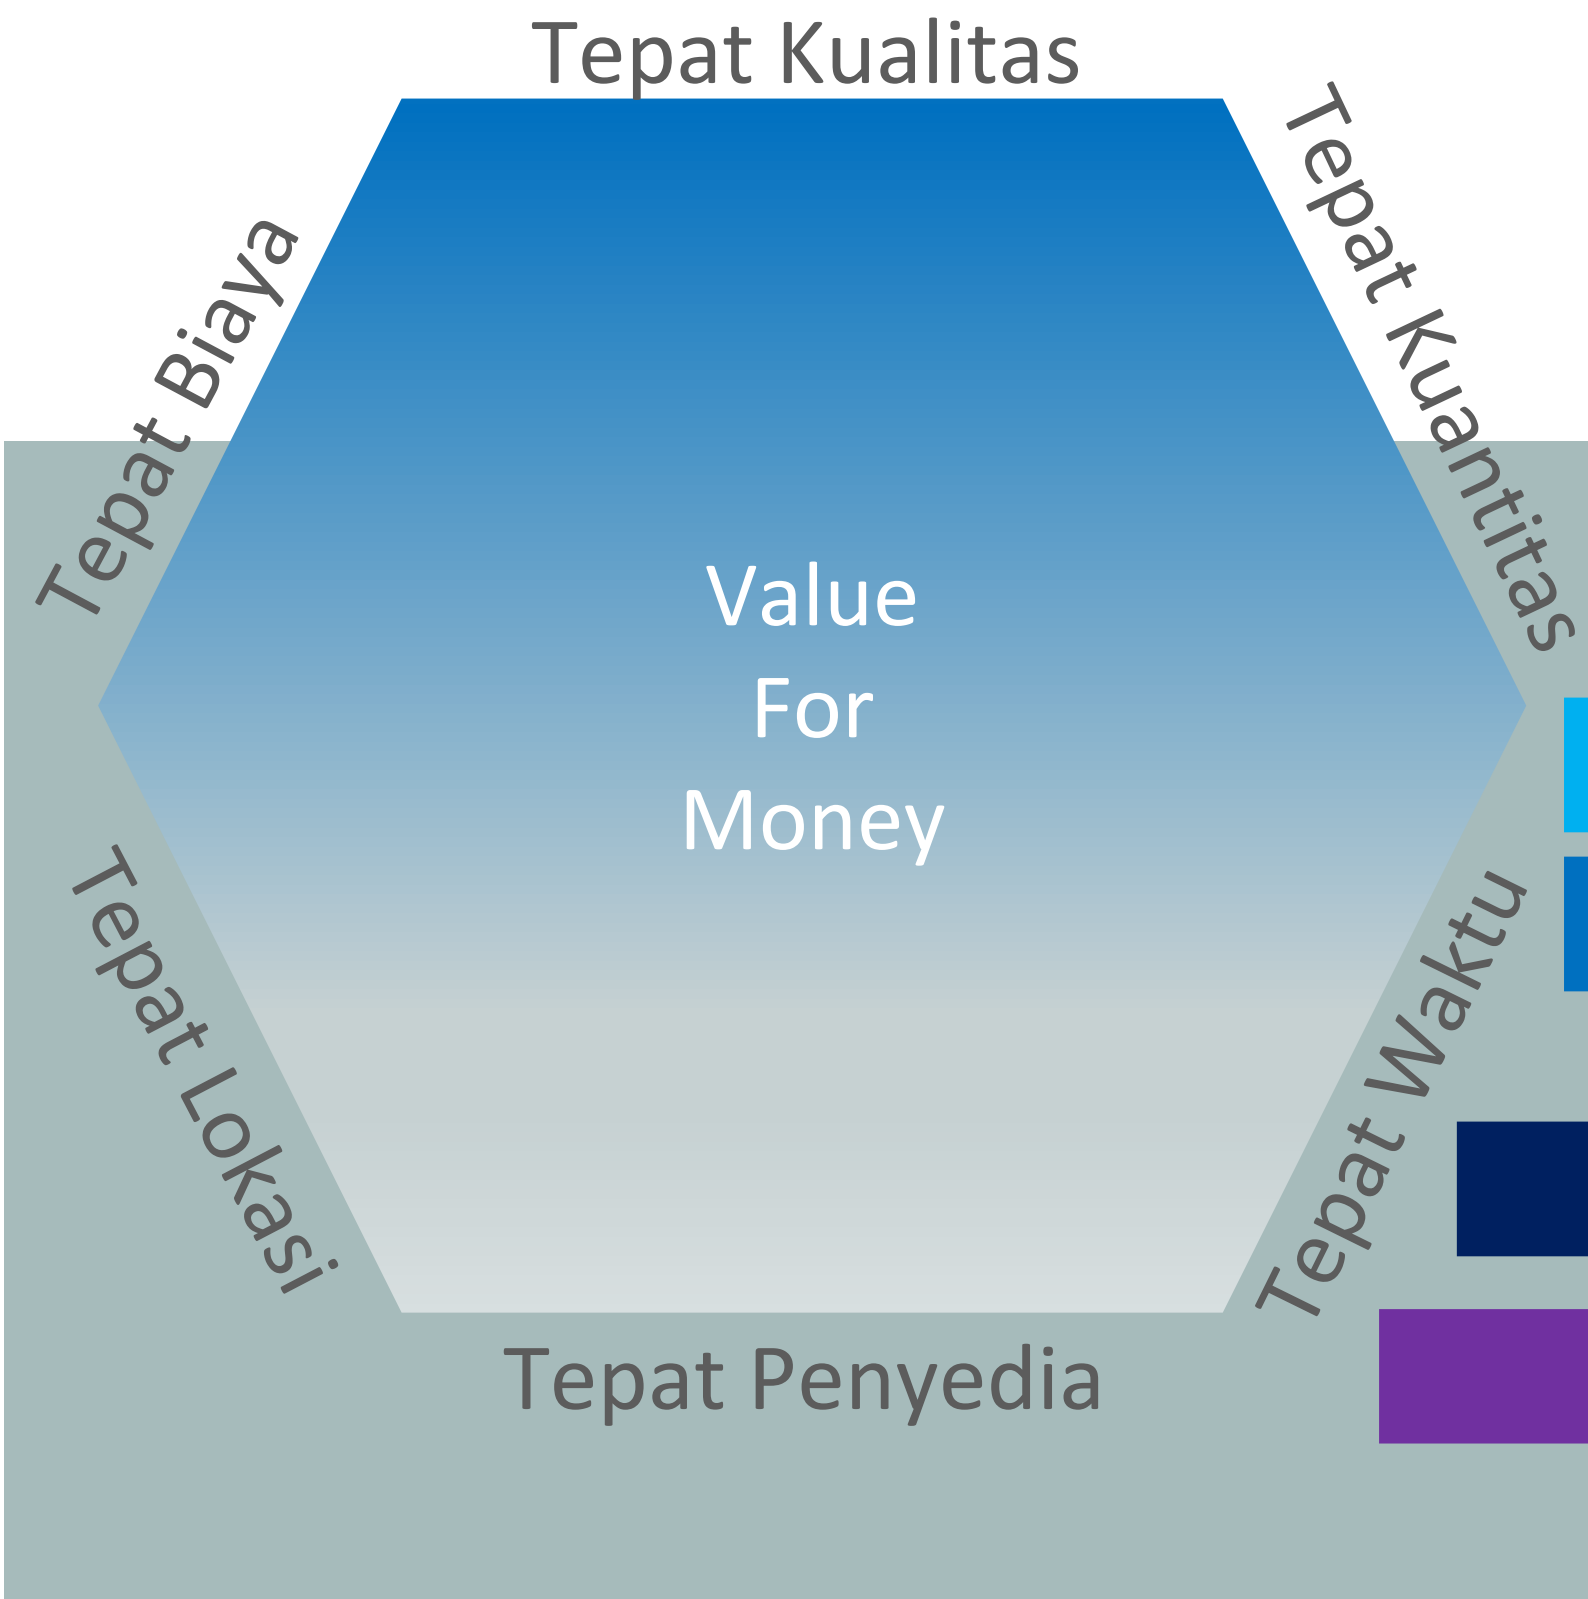 Tepat Kualitas
Tepat Kuantitas
Tepat Biaya
Value
For
Money
Tepat Waktu
Tepat Lokasi
Tepat Penyedia